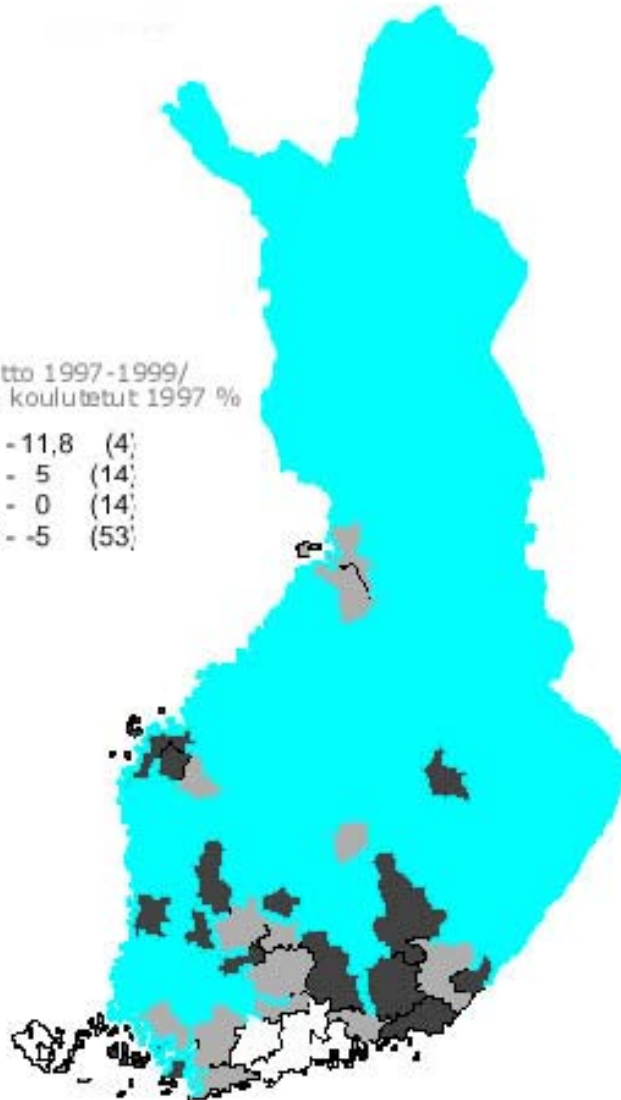 tto 1997-1999/
koulutetut 1997 %
- 11,8 (4)
- 5 (14)
- 0 (14)
- -5 (53)